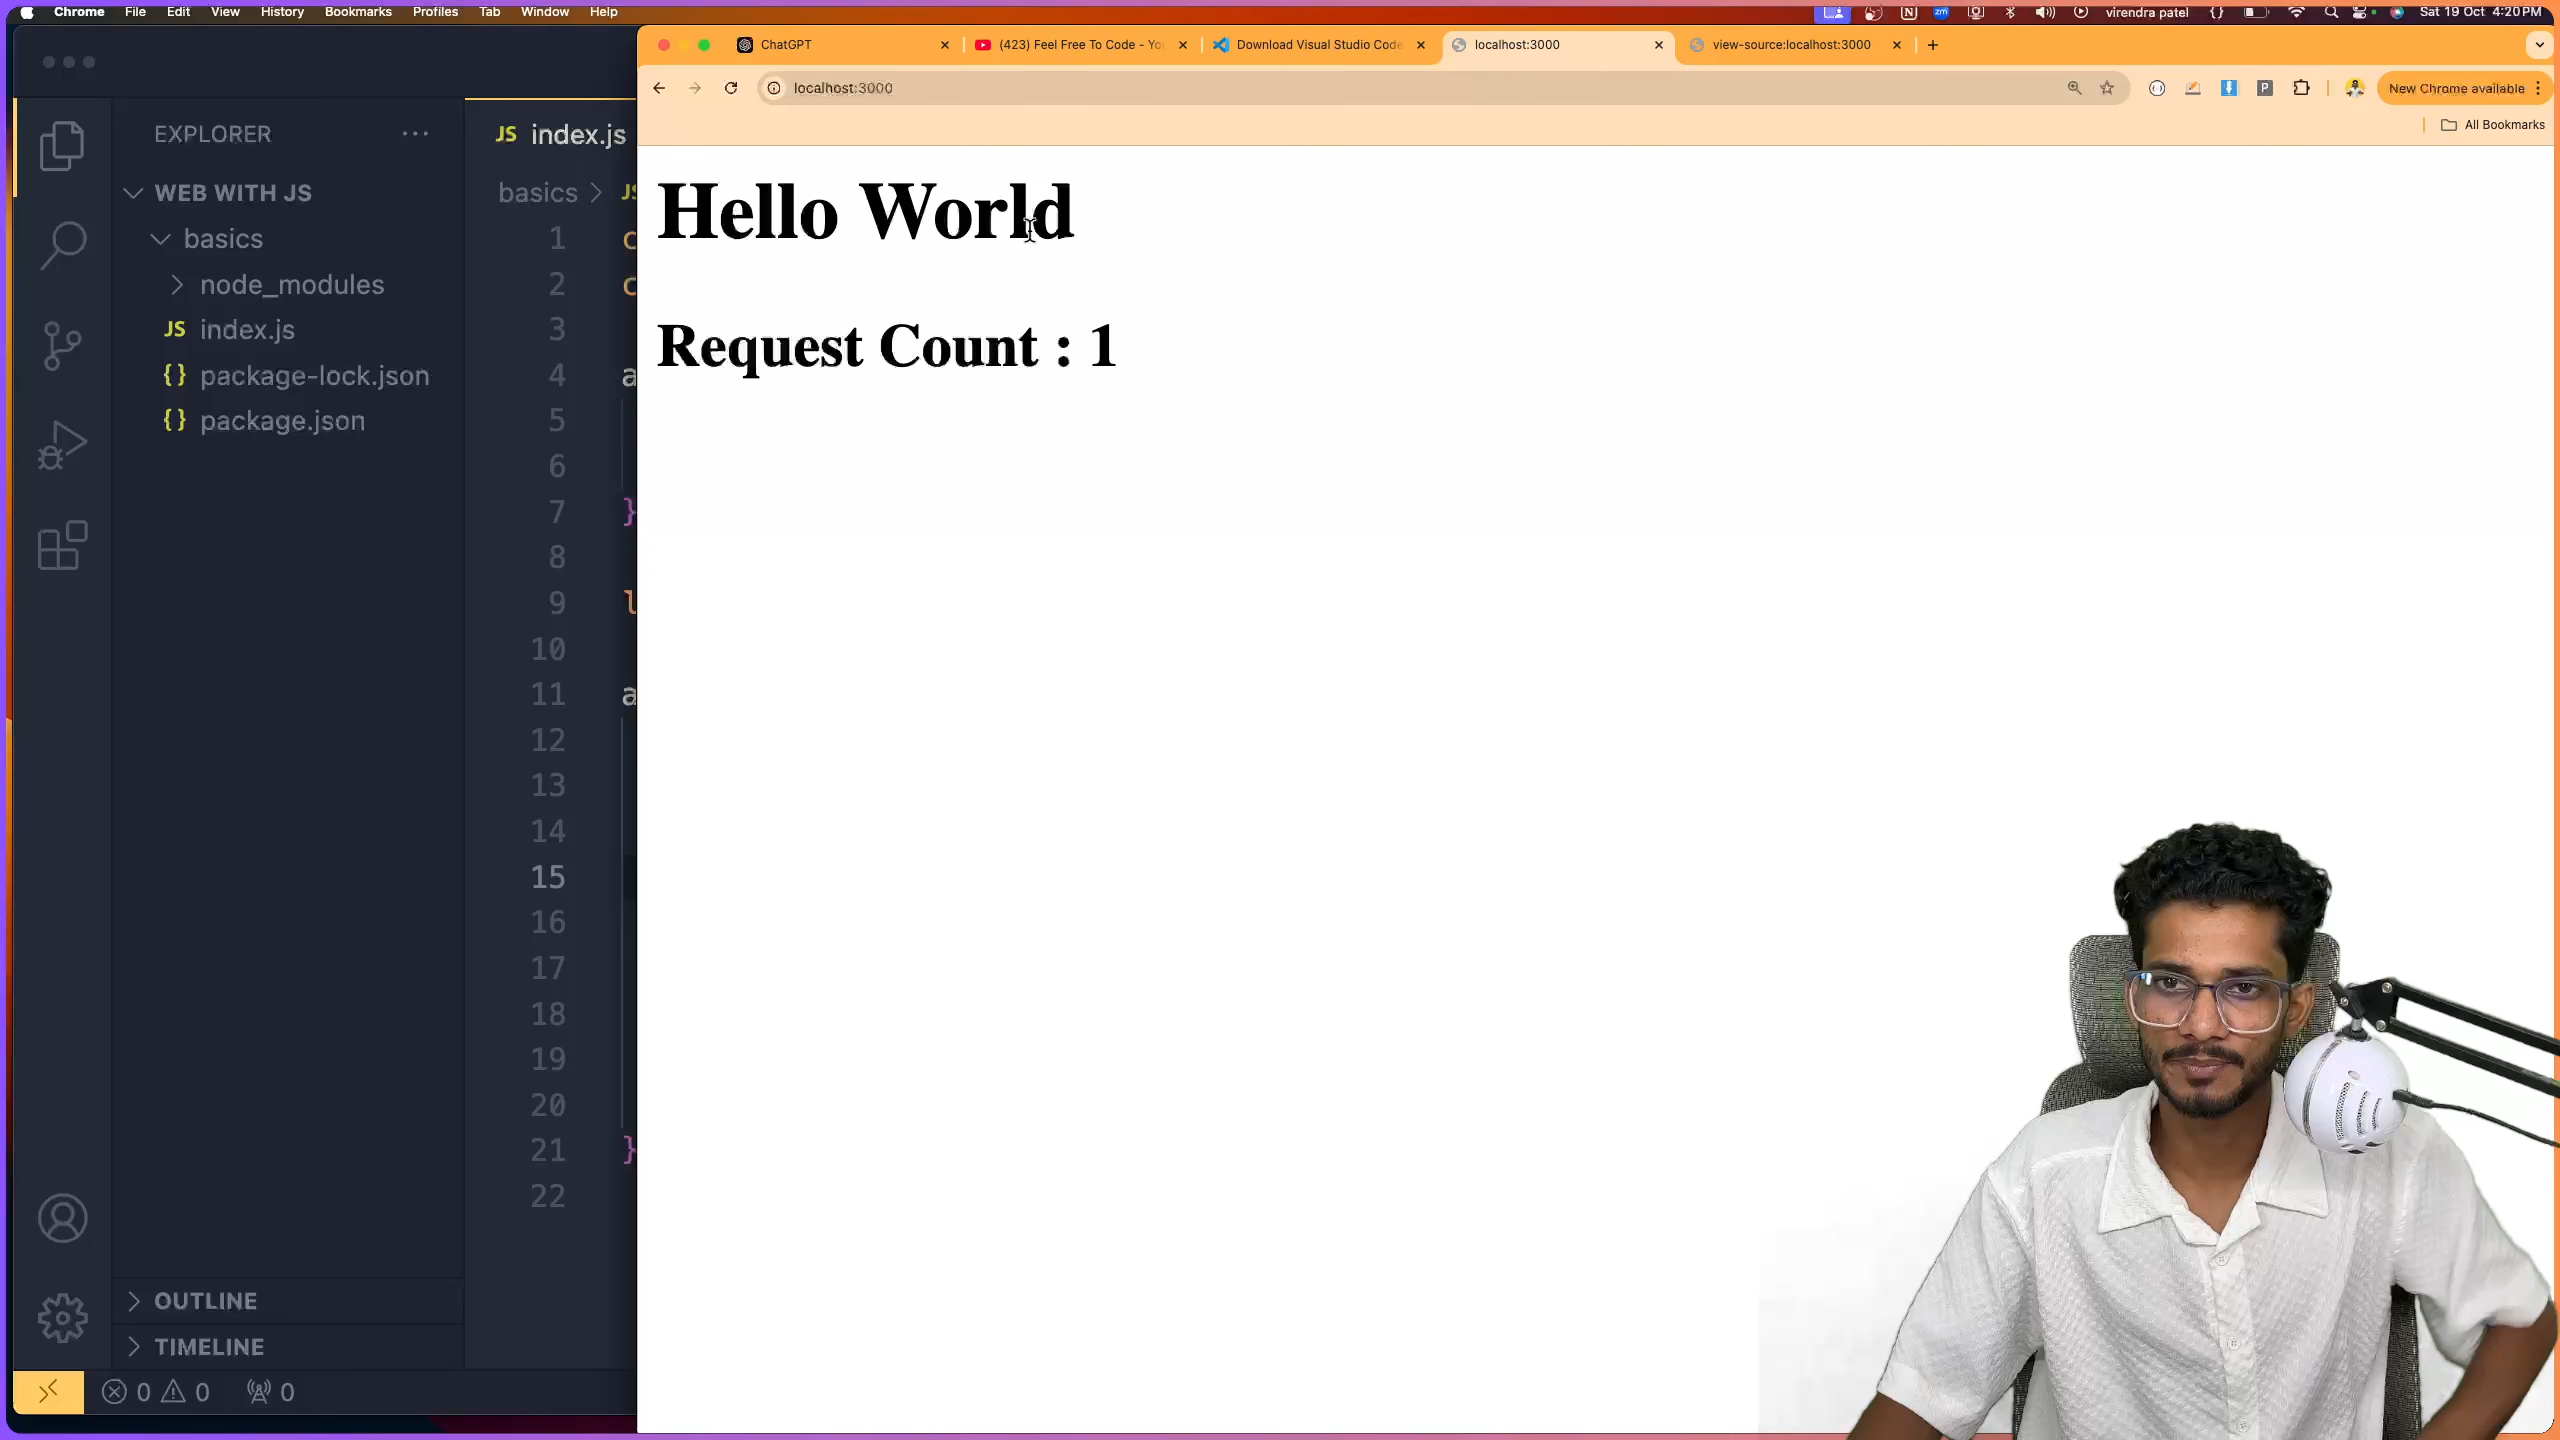 Chrome File Edit View History Bookmarks Profiles Tab Window Help
zm virendra patel Sat 19 Oct 4:20 PM
ChatGPT
(423) Feel Free To Code - Yo
Download Visual Studio Code
localhost:3000
view-source:localhost:3000
localhost:3000
New Chrome available
All Bookmarks
EXPLORER
WEB WITH JS
basics
node_modules
JS index.js
{} package-lock.json
{} package.json
OUTLINE
TIMELINE
0 0 0
JS index.js
basics >
1 c
2 c
3
4 a
5
6
7 }
8
9 l
10
11 a
12
13
14
15
16
17
18
19
20
21 }
22
Hello World
Request Count : 1